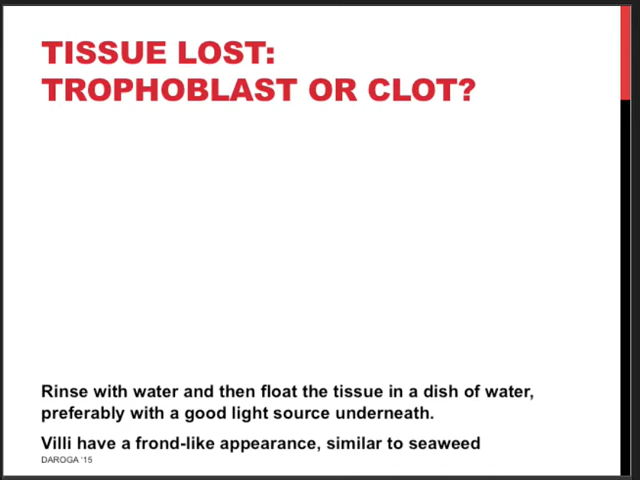 TISSUE LOST:
TROPHOBLAST OR CLOT?
Rinse with water and then float the tissue in a dish of water,
preferably with a good light source underneath.
Villi have a frond-like appearance, similar to seaweed
DAROGA ‘15